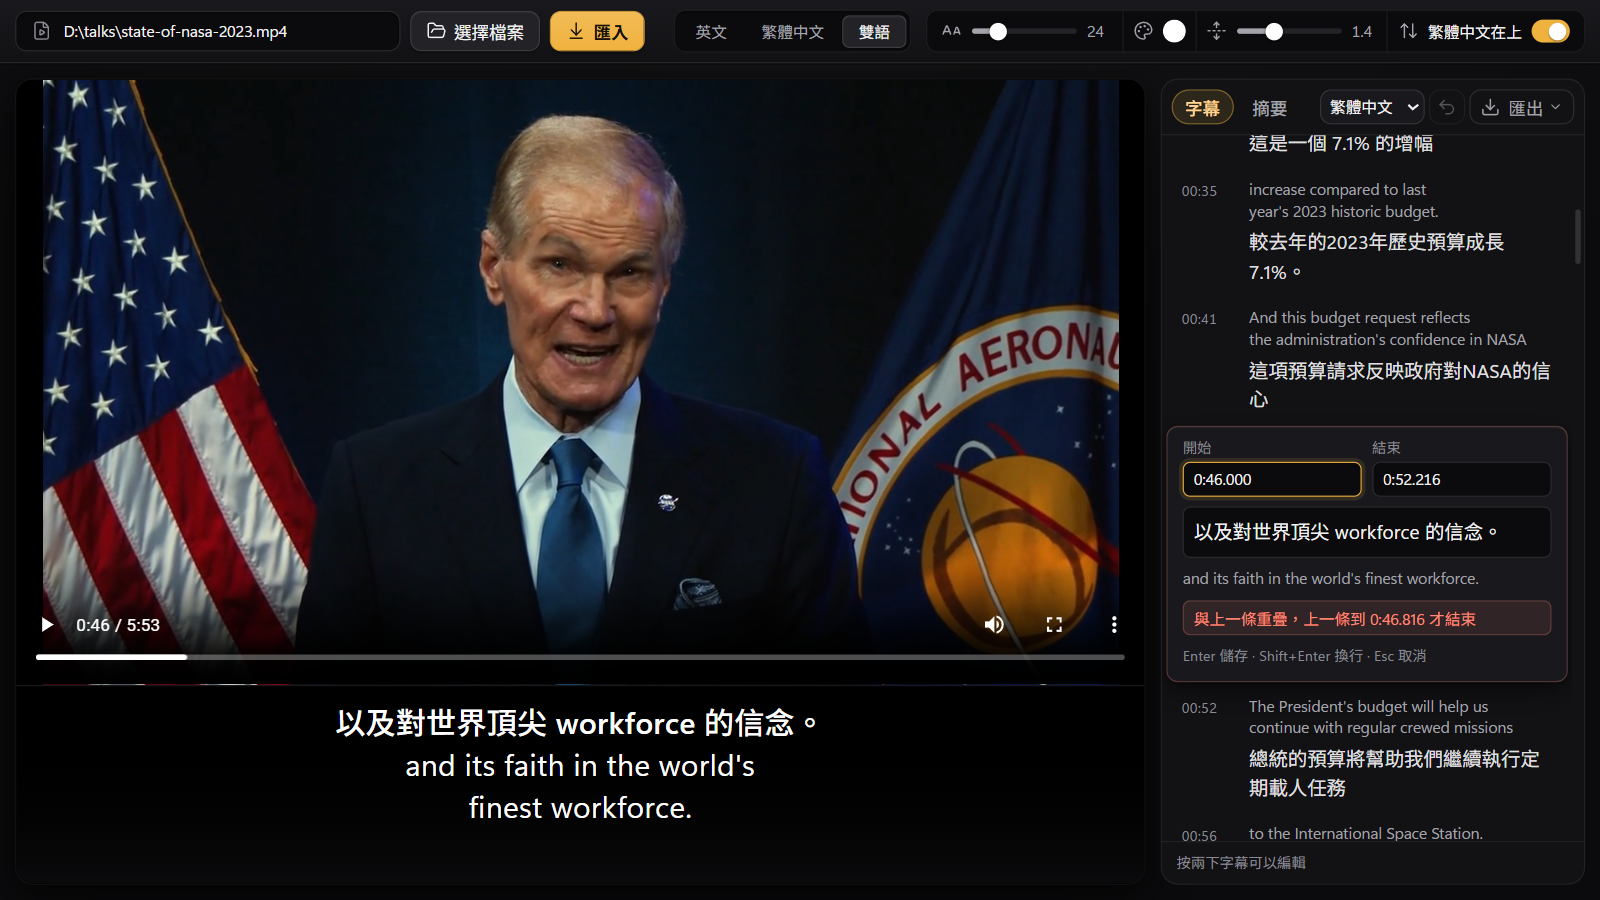 D:\talks\state-of-nasa-2023.mp4
選擇檔案
匯入
英文
繁體中文
雙語
AA
24
1.4
繁體中文在上
NATIONAL AERONAU
0:46 / 5:53
以及對世界頂尖 workforce 的信念。
and its faith in the world's
finest workforce.
字幕
摘要
繁體中文
匯出
這是一個 7.1% 的增幅
00:35
increase compared to last
year's 2023 historic budget.
較去年的2023年歷史預算成長
7.1%。
00:41
And this budget request reflects
the administration's confidence in NASA
這項預算請求反映政府對NASA的信
心
開始
結束
0:46.000
0:52.216
以及對世界頂尖 workforce 的信念。
and its faith in the world's finest workforce.
與上一條重疊，上一條到 0:46.816 才結束
Enter 儲存 · Shift+Enter 換行 · Esc 取消
00:52
The President's budget will help us
continue with regular crewed missions
總統的預算將幫助我們繼續執行定
期載人任務
00:56
to the International Space Station.
按兩下字幕可以編輯